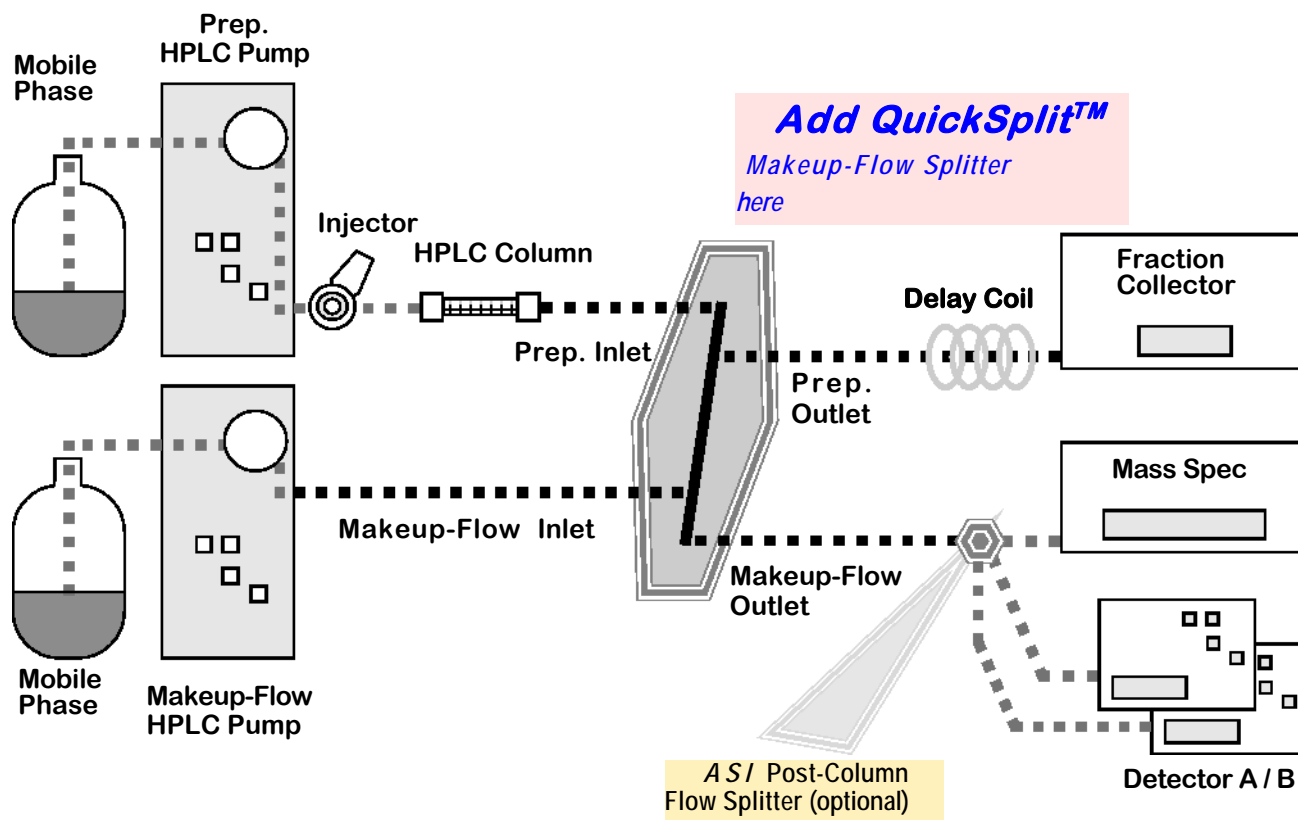 Prep.
HPLC Pump
Mobile
Phase
Add QuickSplit™
Makeup-Flow Splitter
here
Injector
HPLC Column
Fraction
Collector
Delay Coil
Prep. Inlet
Prep.
Outlet
Mass Spec
Makeup-Flow Inlet
Makeup-Flow
Outlet
Mobile
Phase
Makeup-Flow
HPLC Pump
ASI Post-Column
Flow Splitter (optional)
Detector A / B